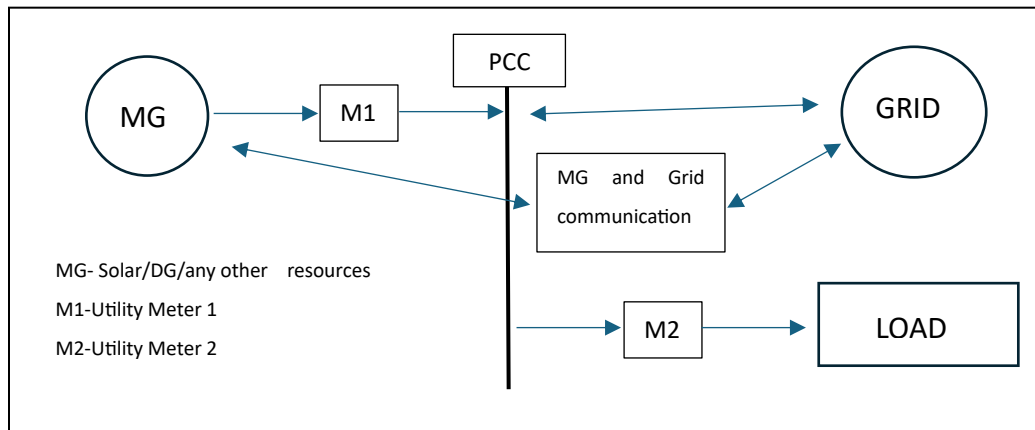 PCC
MG
M1
GRID
MG and Grid
communication
MG- Solar/DG/any other resources
M1-Utility Meter 1
M2-Utility Meter 2
M2
LOAD